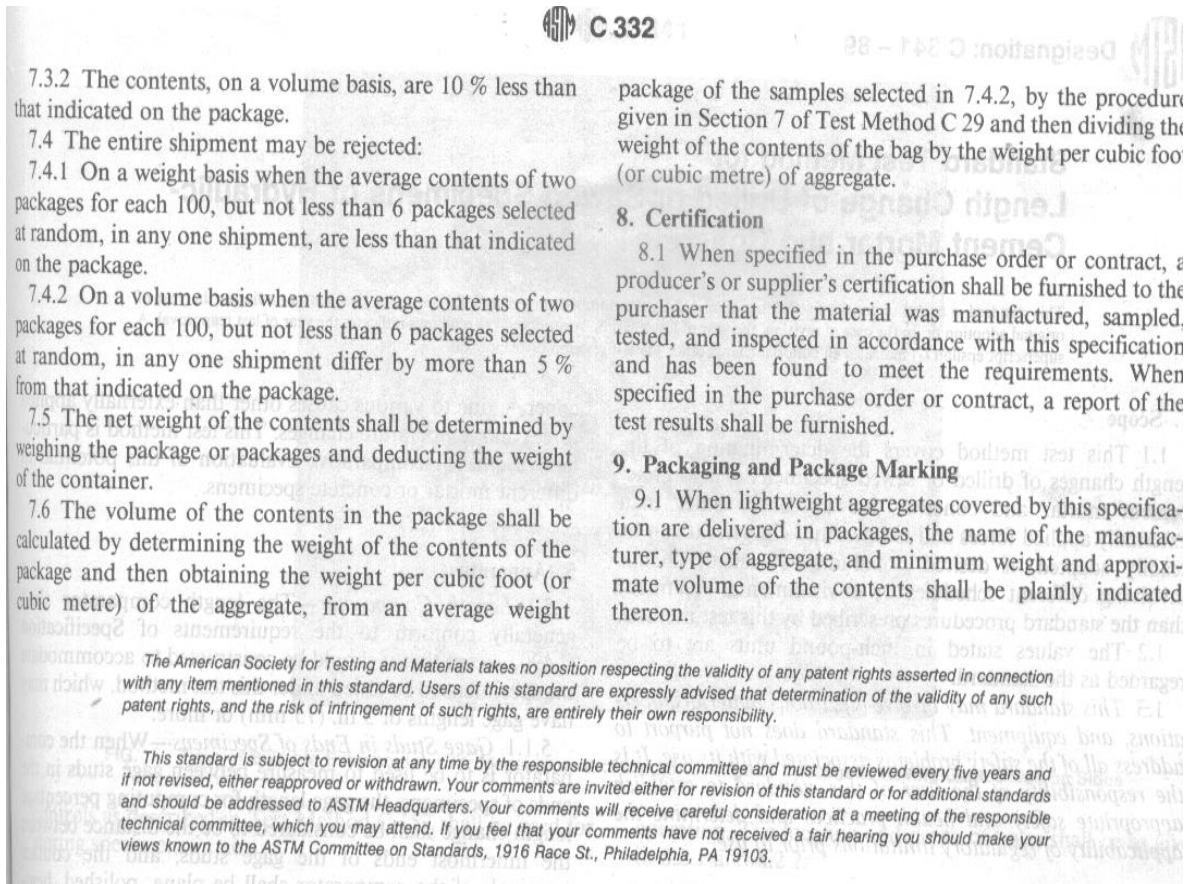 ASTM C 332
7.3.2 The contents, on a volume basis, are 10 % less than
that indicated on the package.
7.4 The entire shipment may be rejected:
7.4.1 On a weight basis when the average contents of two
packages for each 100, but not less than 6 packages selected
at random, in any one shipment, are less than that indicated
on the package.
7.4.2 On a volume basis when the average contents of two
packages for each 100, but not less than 6 packages selected
at random, in any one shipment differ by more than 5 %
from that indicated on the package.
7.5 The net weight of the contents shall be determined by
weighing the package or packages and deducting the weight
of the container.
7.6 The volume of the contents in the package shall be
calculated by determining the weight of the contents of the
package and then obtaining the weight per cubic foot (or
cubic metre) of the aggregate, from an average weight
package of the samples selected in 7.4.2, by the procedure
given in Section 7 of Test Method C 29 and then dividing the
weight of the contents of the bag by the weight per cubic foot
(or cubic metre) of aggregate.
8. Certification
8.1 When specified in the purchase order or contract, a
producer's or supplier's certification shall be furnished to the
purchaser that the material was manufactured, sampled,
tested, and inspected in accordance with this specification
and has been found to meet the requirements. When
specified in the purchase order or contract, a report of the
test results shall be furnished.
9. Packaging and Package Marking
9.1 When lightweight aggregates covered by this specifica-
tion are delivered in packages, the name of the manufac-
turer, type of aggregate, and minimum weight and approxi-
mate volume of the contents shall be plainly indicated
thereon.
The American Society for Testing and Materials takes no position respecting the validity of any patent rights asserted in connection
with any item mentioned in this standard. Users of this standard are expressly advised that determination of the validity of any such
patent rights, and the risk of infringement of such rights, are entirely their own responsibility.
This standard is subject to revision at any time by the responsible technical committee and must be reviewed every five years and
if not revised, either reapproved or withdrawn. Your comments are invited either for revision of this standard or for additional standards
and should be addressed to ASTM Headquarters. Your comments will receive careful consideration at a meeting of the responsible
technical committee, which you may attend. If you feel that your comments have not received a fair hearing you should make your
views known to the ASTM Committee on Standards, 1916 Race St., Philadelphia, PA 19103.